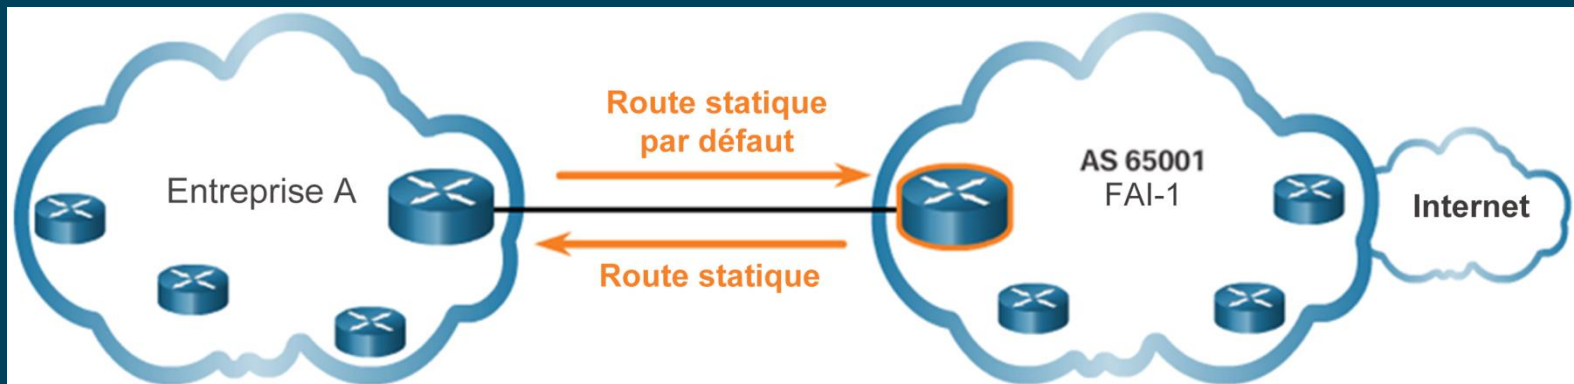 Route statique
par défaut
Entreprise A
AS 65001
FAI-1
Internet
Route statique